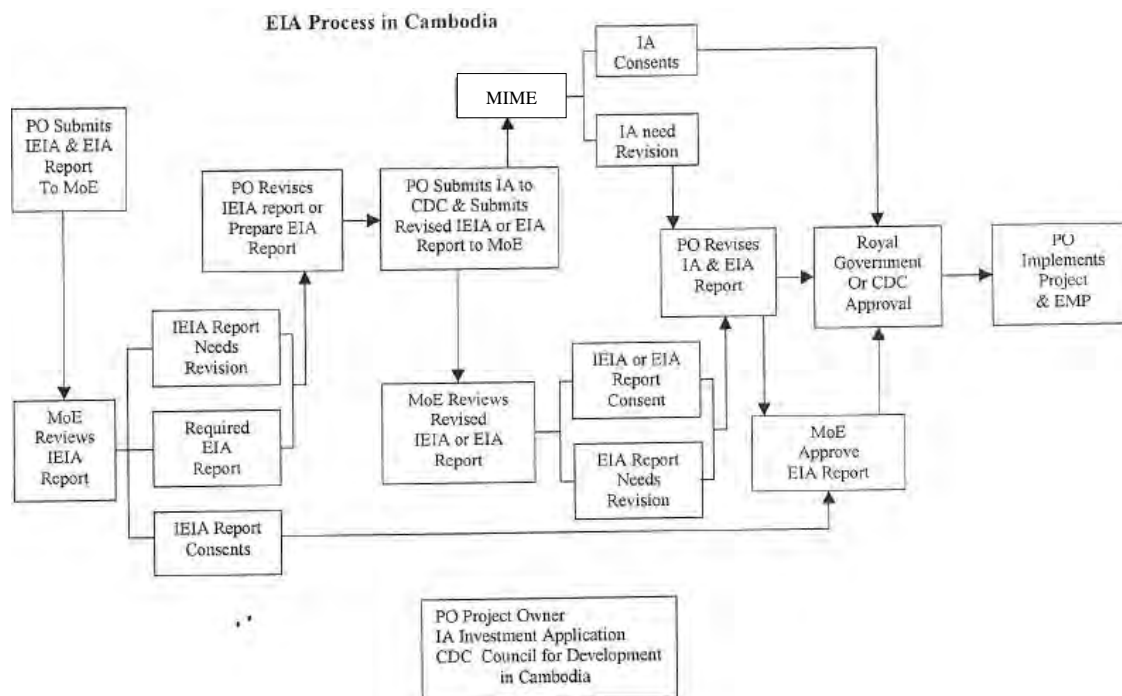 EIA Process in Cambodia
IA
Consents
MIME
IA need
Revision
PO Submits
IEIA & EIA
Report
To MoE
PO Revises
IEIA report or
Prepare EIA
Report
PO Submits IA to
CDC & Submits
Revised IEIA or EIA
Report to MoE
PO Revises
IA & EIA
Report
Royal
Government
Or CDC
Approval
PO
Implements
Project
& EMP
IEIA Report
Needs
Revision
MoE
Reviews
IEIA
Report
Required
EIA
Report
IEIA Report
Consents
MoE Reviews
Revised
IEIA or EIA
Report
IEIA or EIA
Report
Consent
EIA Report
Needs
Revision
MoE
Approve
EIA Report
PO Project Owner
IA Investment Application
CDC Council for Development
in Cambodia